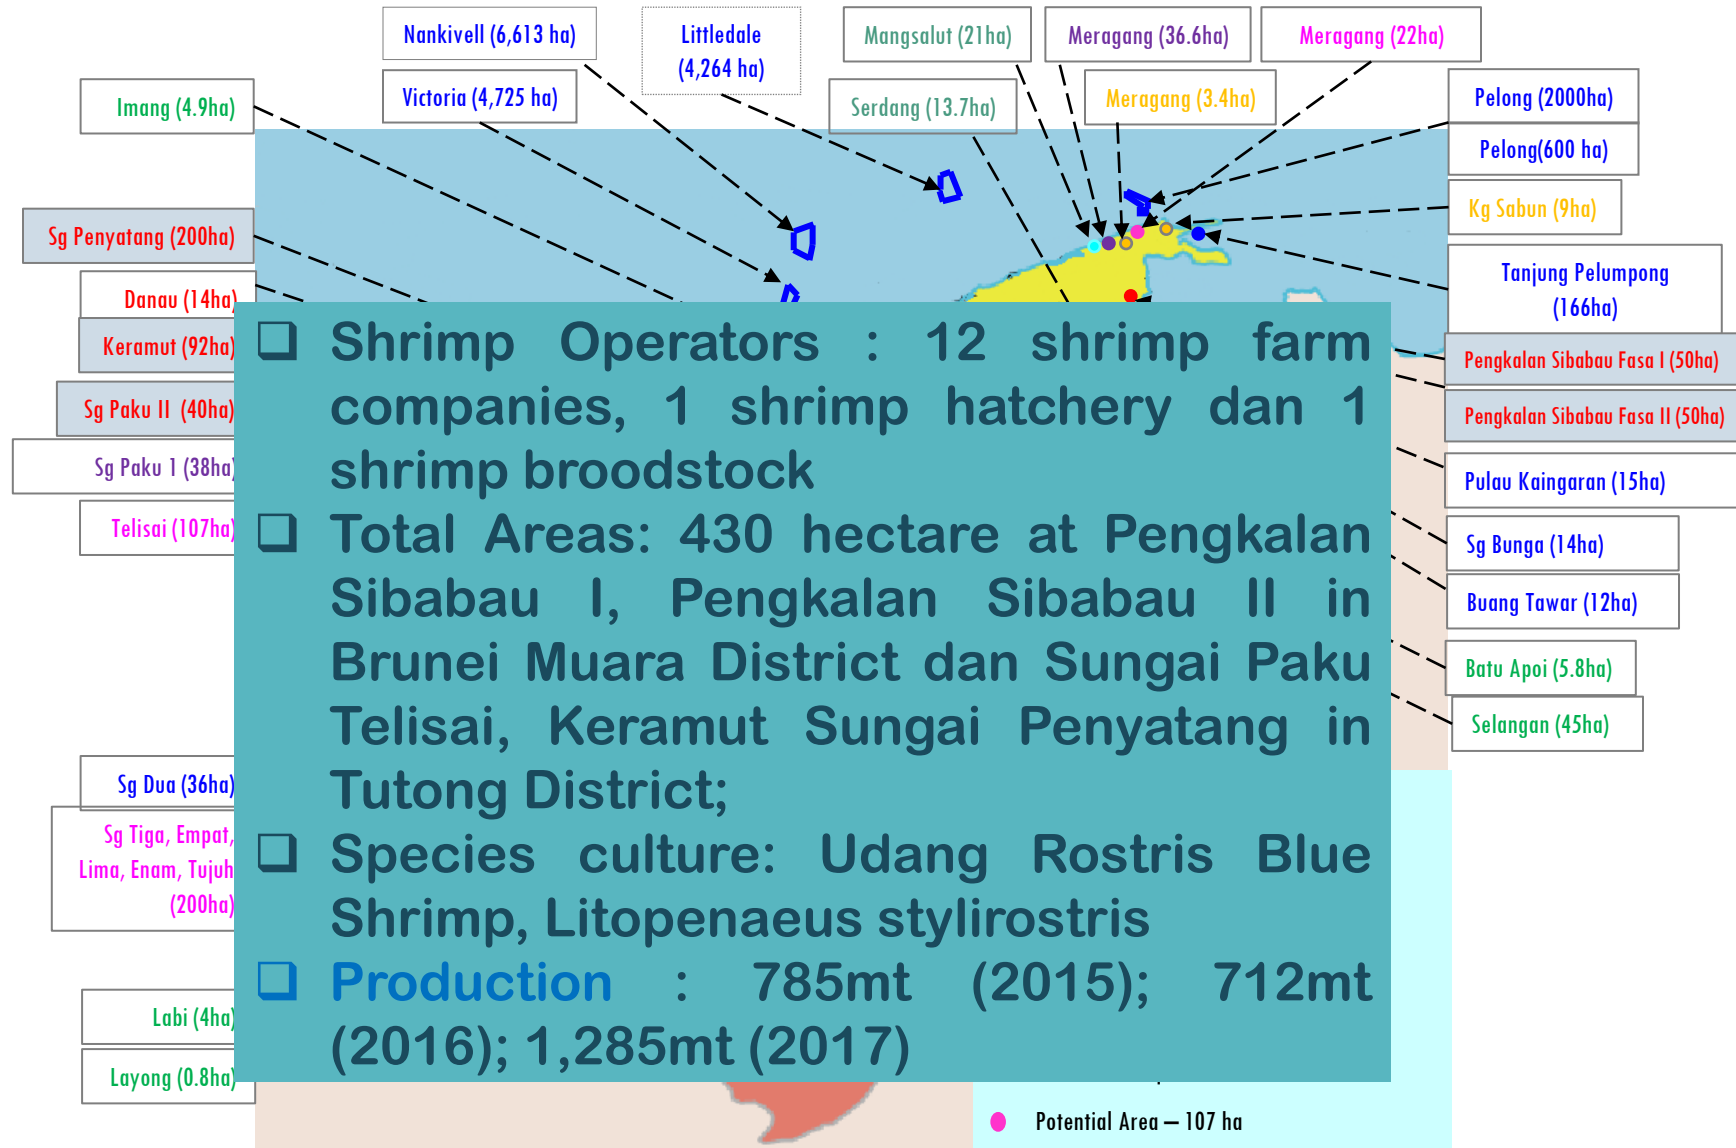 Nankivell (6,613 ha)
Littledale
(4,264 ha)
Mangsalut (21ha)
Meragang (36.6ha)
Meragang (22ha)
Imang (4.9ha)
Victoria (4,725 ha)
Serdang (13.7ha)
Meragang (3.4ha)
Pelong (2000ha)
Pelong(600 ha)
Kg Sabun (9ha)
Sg Penyatang (200ha)
Danau (14ha)
Keramut (92ha)
Sg Paku II (40ha)
Sg Paku 1 (38ha)
Telisai (107ha)
Tanjung Pelumpong
(166ha)
Pengkalan Sibabau Fasa I (50ha)
Pengkalan Sibabau Fasa II (50ha)
Pulau Kaingaran (15ha)
Sg Bunga (14ha)
Buang Tawar (12ha)
Batu Apoi (5.8ha)
Selangan (45ha)
❑ Shrimp Operators : 12 shrimp farm
companies, 1 shrimp hatchery dan 1
shrimp broodstock
❑ Total Areas: 430 hectare at Pengkalan
Sibabau I, Pengkalan Sibabau II in
Brunei Muara District dan Sungai Paku
Telisai, Keramut Sungai Penyatang in
Tutong District;
❑ Species culture: Udang Rostris Blue
Shrimp, Litopenaeus stylirostris
❑ Production : 785mt (2015); 712mt
(2016); 1,285mt (2017)
Sg Dua (36ha)
Sg Tiga, Empat,
Lima, Enam, Tujuh
(200ha)
Labi (4ha)
Layong (0.8ha)
Potential Area – 107 ha